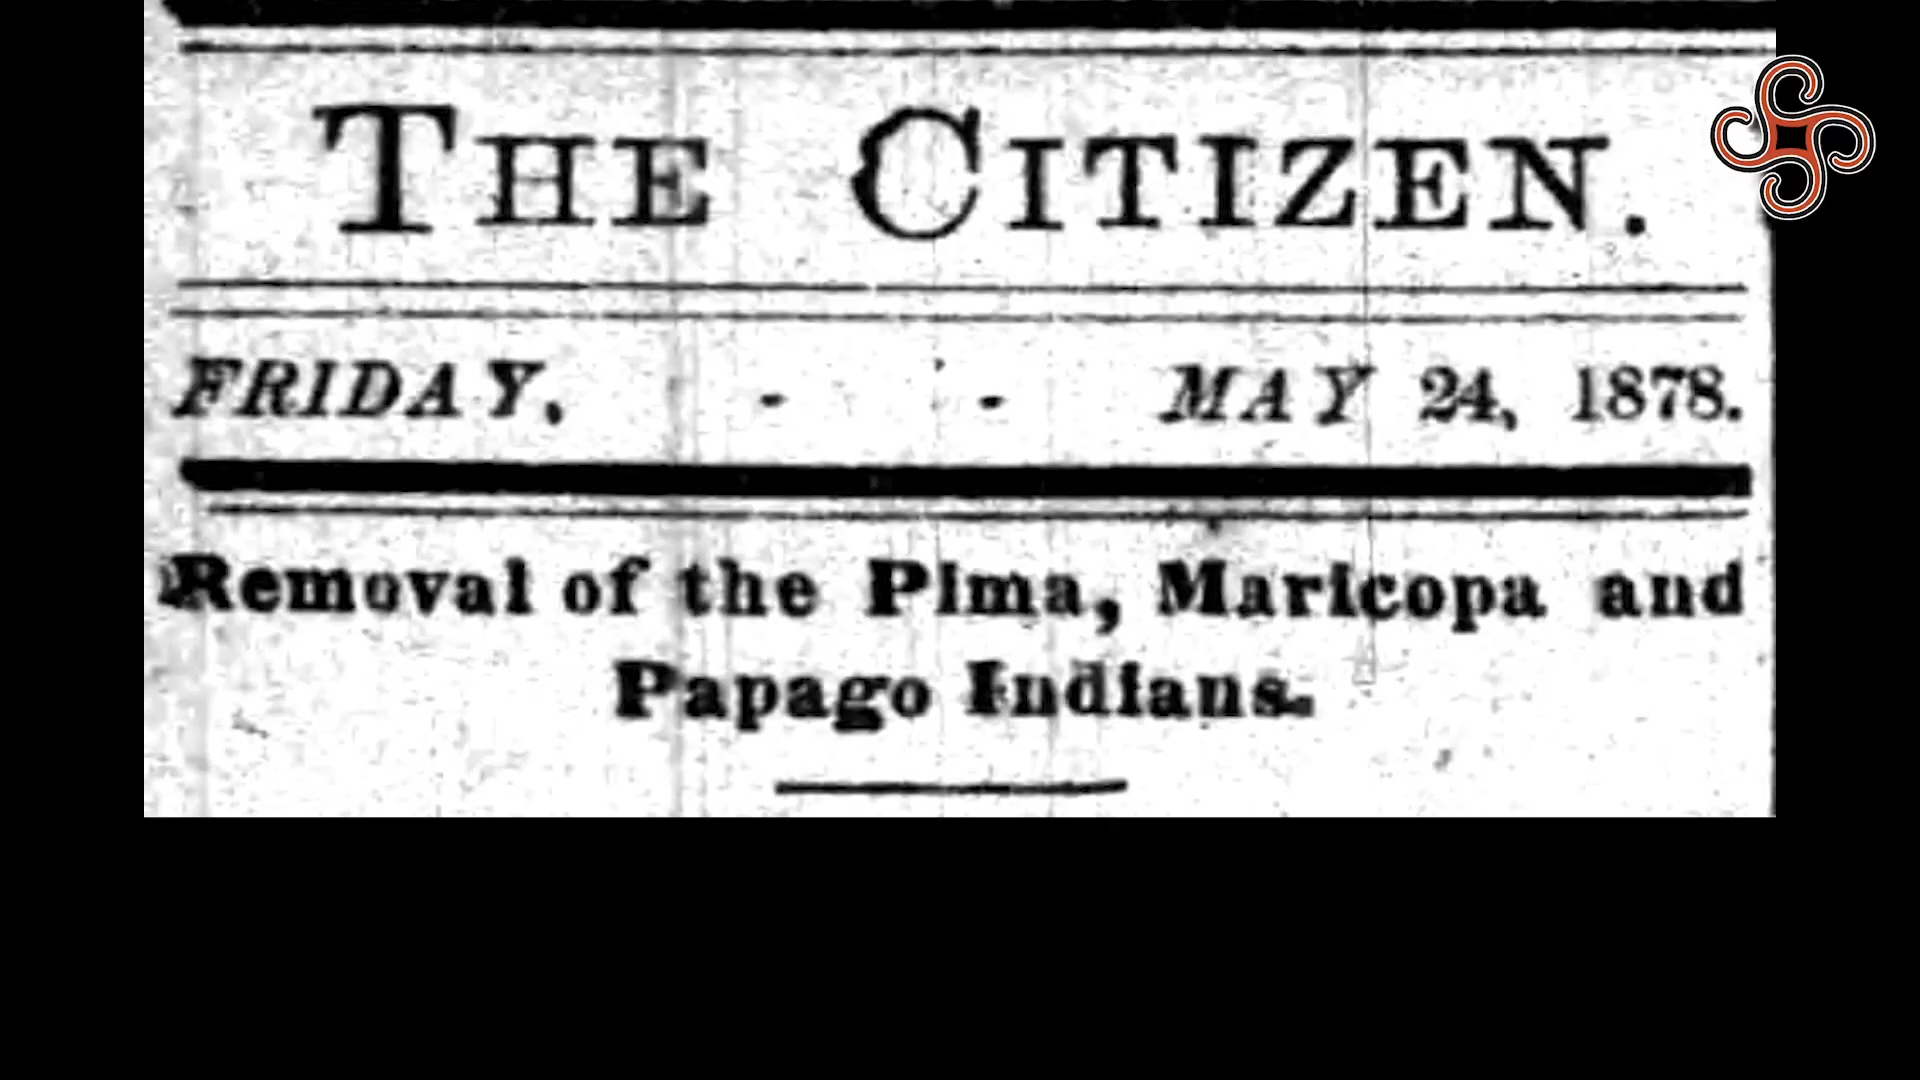 THE CITIZEN.
FRIDAY, - - MAY 24, 1878.
Removal of the Pima, Maricopa and
Papago Indians.